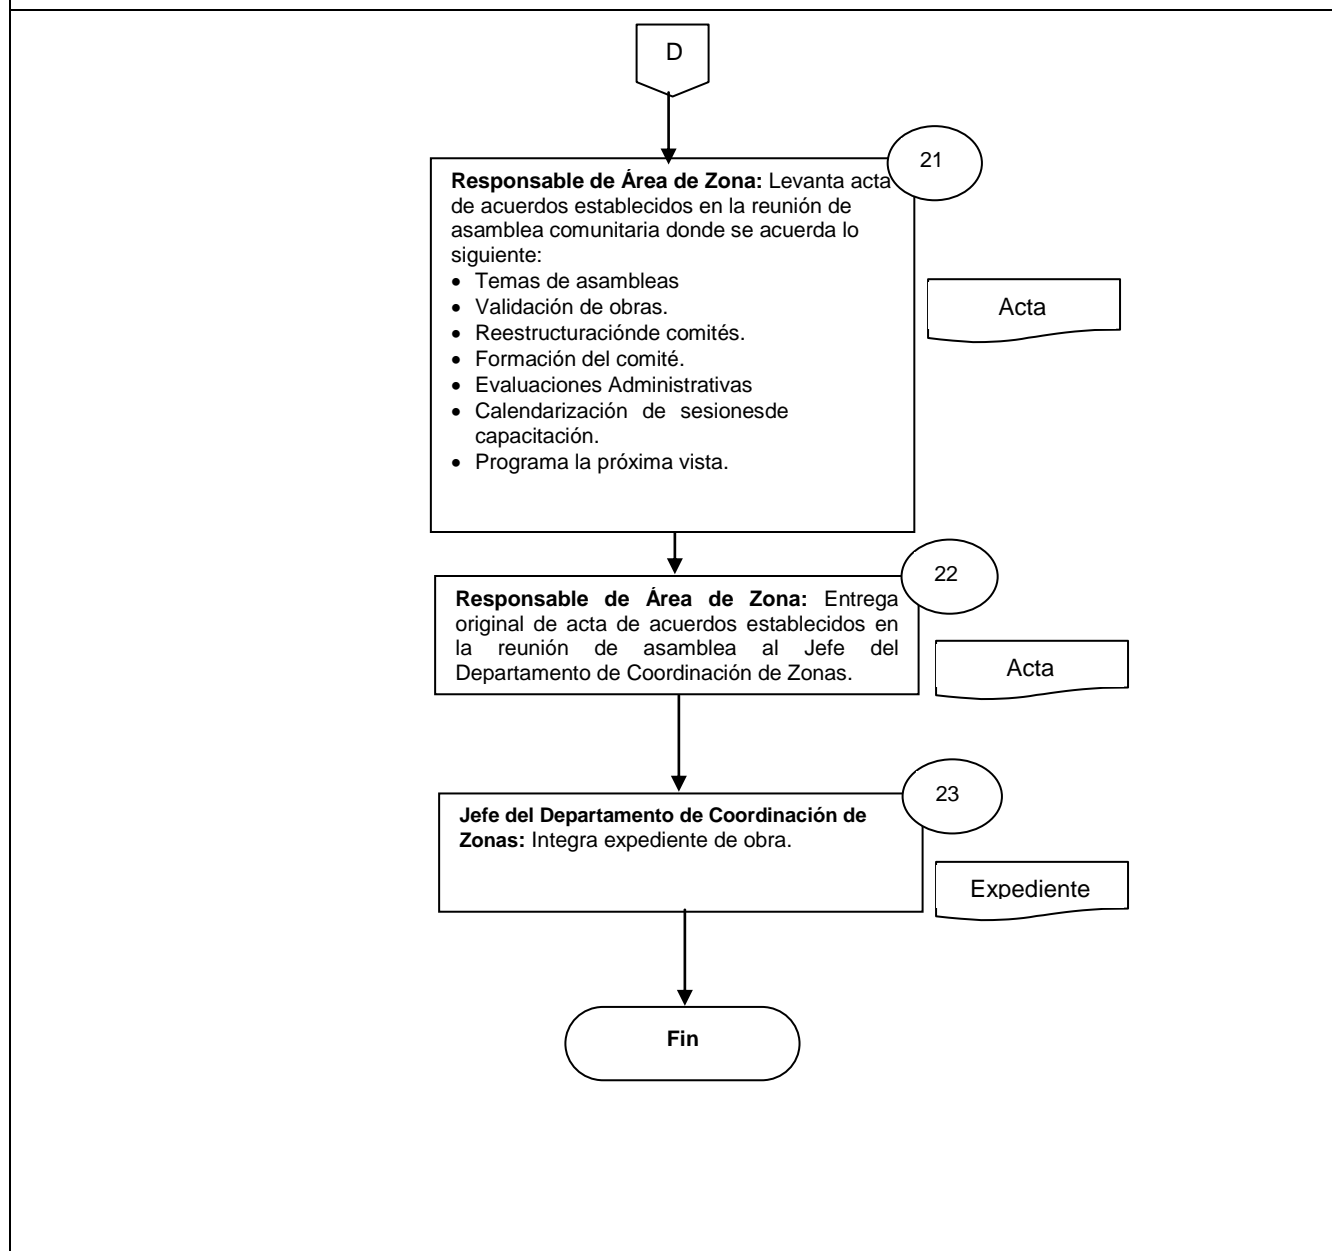 D
21
Responsable de Área de Zona: Levanta acta
de acuerdos establecidos en la reunión de
asamblea comunitaria donde se acuerda lo
siguiente:
• Temas de asambleas
• Validación de obras.
• Reestructuraciónde comités.
• Formación del comité.
• Evaluaciones Administrativas
• Calendarización de sesionesde
capacitación.
• Programa la próxima vista.
Acta
22
Responsable de Área de Zona: Entrega
original de acta de acuerdos establecidos en
la reunión de asamblea al Jefe del
Departamento de Coordinación de Zonas.
Acta
23
Jefe del Departamento de Coordinación de
Zonas: Integra expediente de obra.
Expediente
Fin